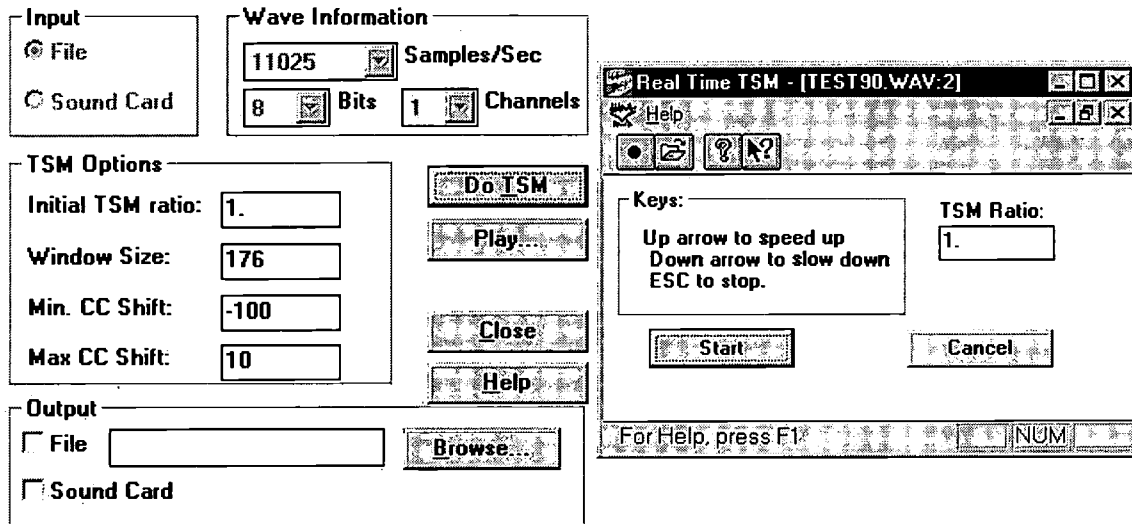 Input
File
Sound Card
Wave Information
11025 Samples/Sec
8 Bits 1 Channels
TSM Options
Initial TSM ratio: 1.
Window Size: 176
Min. CC Shift: -100
Max CC Shift: 10
Do TSM
Play...
Close
Help
Output
File
Browse...
Sound Card
Real Time TSM - [TEST90.WAV:2]
Help
Keys:
Up arrow to speed up
Down arrow to slow down
ESC to stop.
TSM Ratio:
1.
Start
Cancel
For Help, press F1
NUM